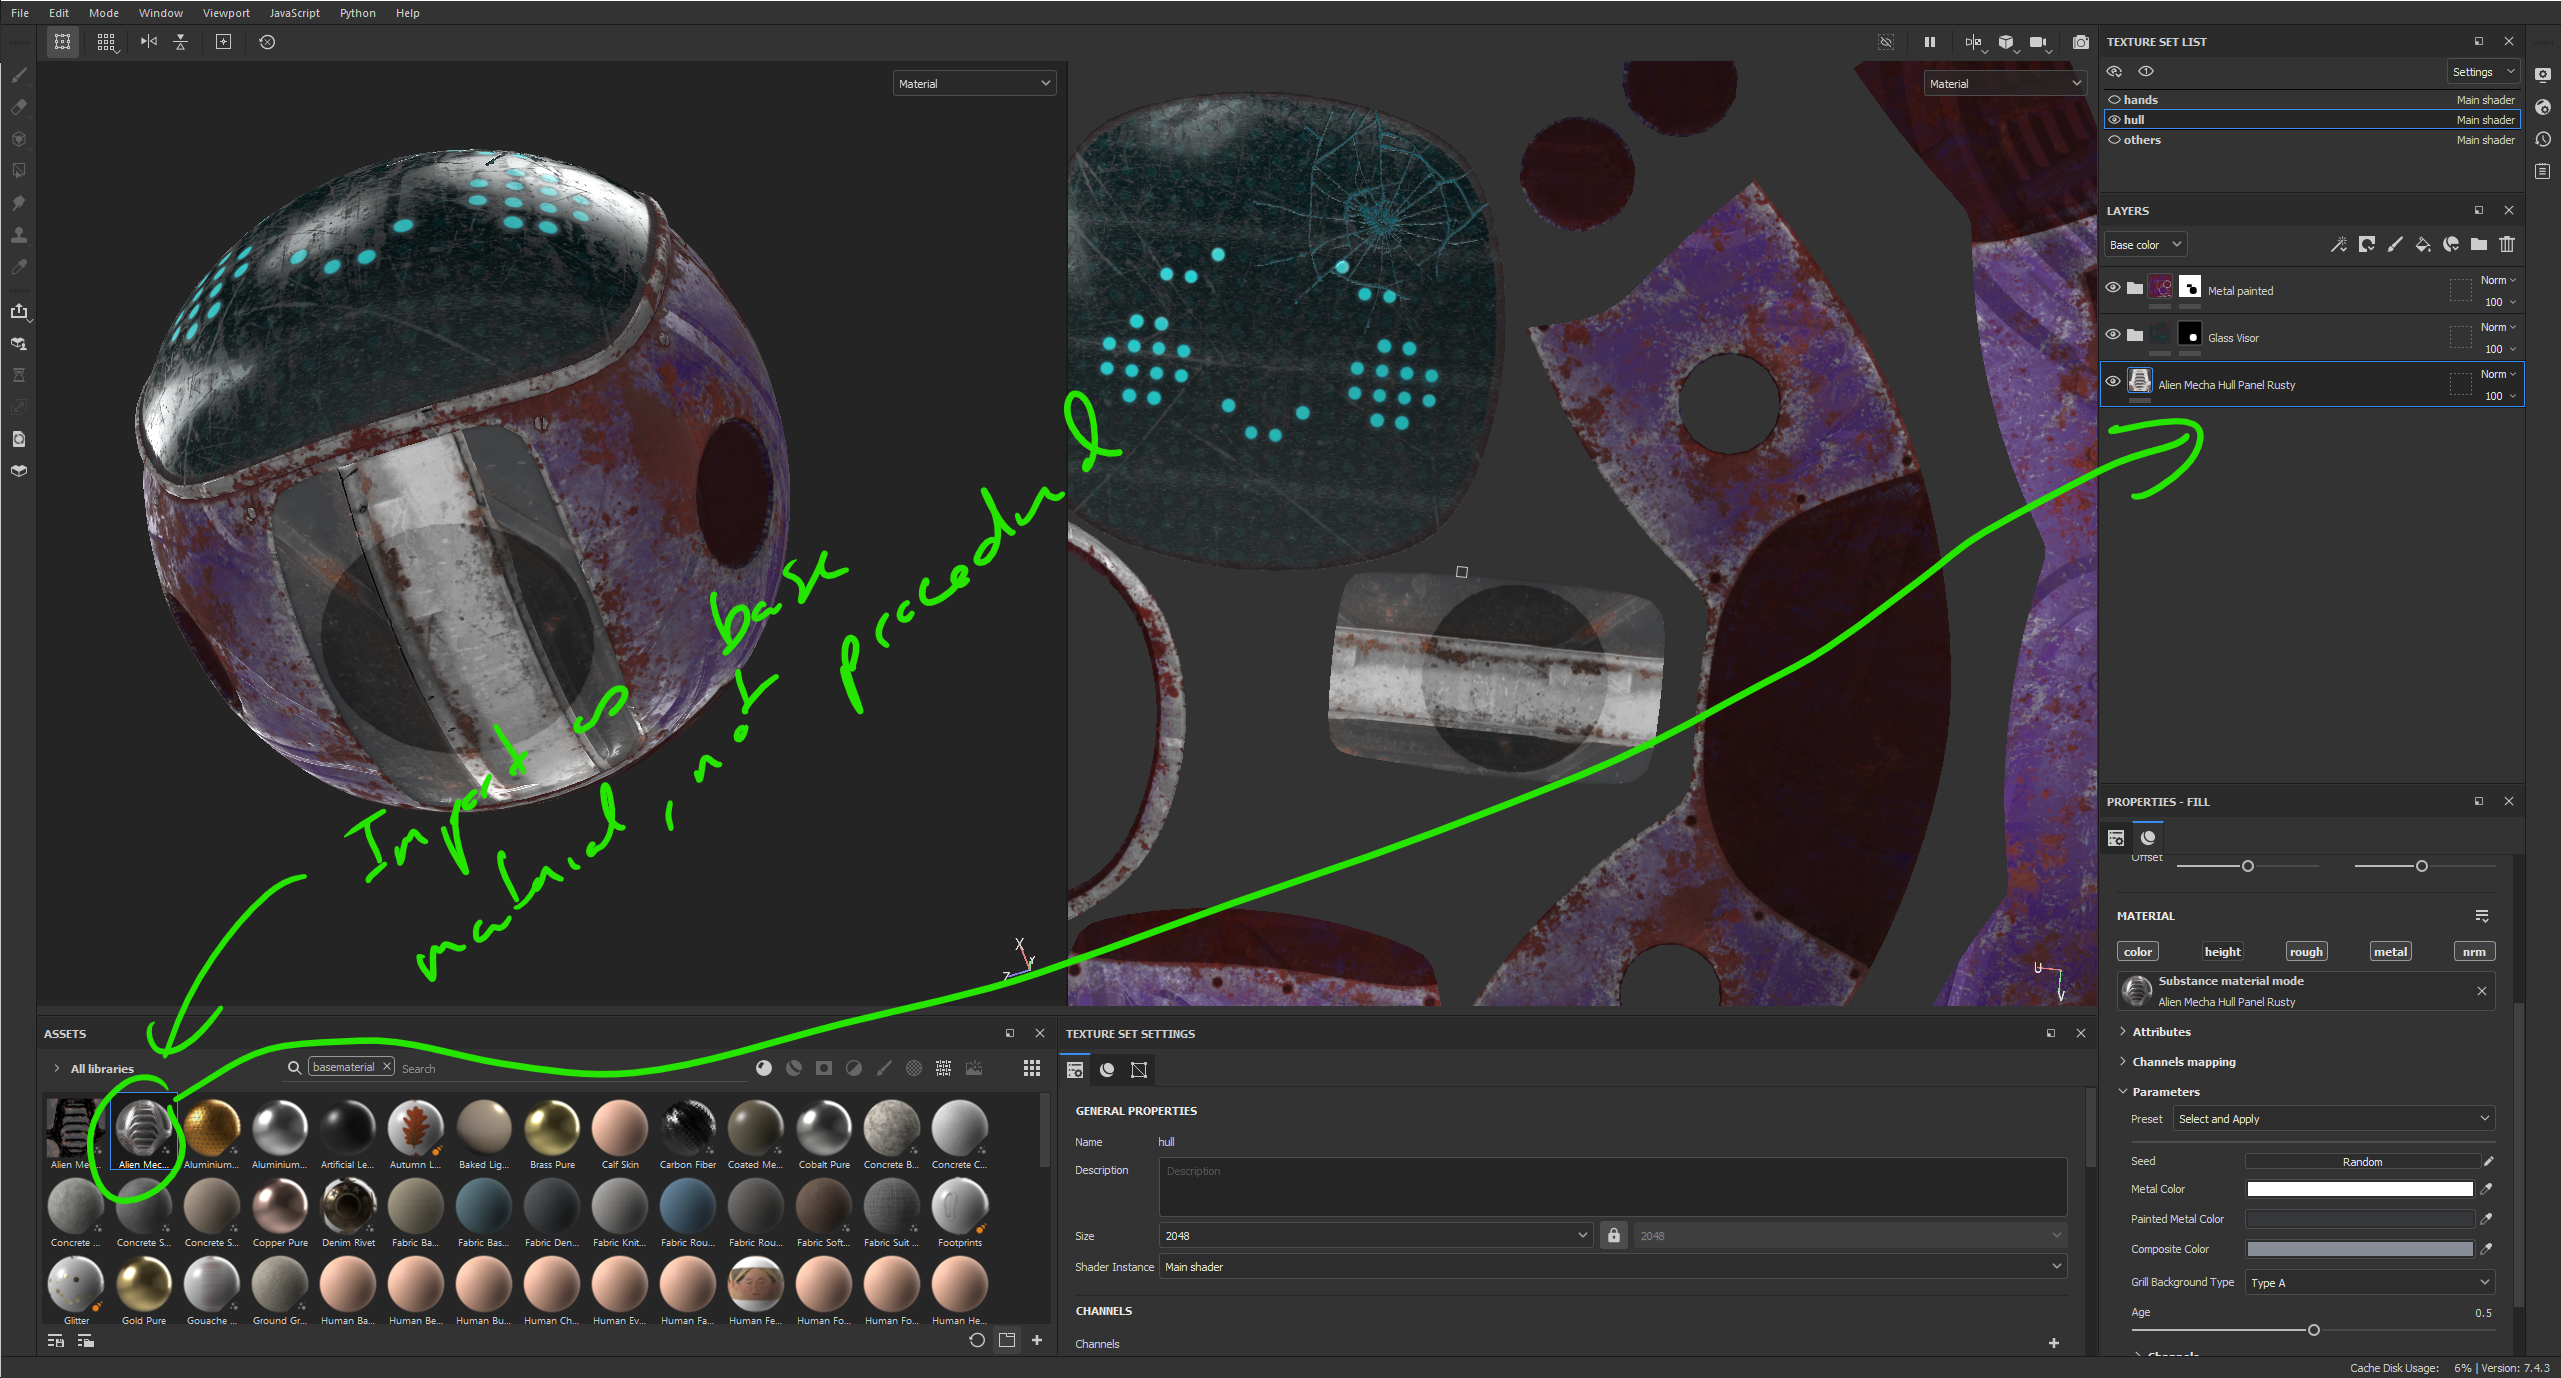 File Edit Mode Window Viewport JavaScript Python Help
Material
Material
TEXTURE SET LIST
Settings
hands Main shader
hull Main shader
others Main shader
LAYERS
Base color
Metal painted Norm 100
Glass Visor Norm 100
Alien Mecha Hull Panel Rusty Norm 100
Import as
base
material, not
procedural
X
Y
Z
U
V
PROPERTIES - FILL
Offset
MATERIAL
color height rough metal nrm
Substance material mode
Alien Mecha Hull Panel Rusty
Attributes
Channels mapping
Parameters
Preset Select and Apply
Seed Random
Metal Color
Painted Metal Color
Composite Color
Grill Background Type Type A
Age 0.5
Channels
ASSETS
All libraries basematerial Search
Alien Me... Alien Mec... Aluminium... Aluminium... Artificial Le... Autumn L... Baked Lig... Brass Pure Calf Skin Carbon Fiber Coated Me... Cobalt Pure Concrete B... Concrete C...
Concrete ... Concrete S... Concrete S... Copper Pure Denim Rivet Fabric Ba... Fabric Bas... Fabric Den... Fabric Knit... Fabric Rou... Fabric Rou... Fabric Soft... Fabric Suit ... Footprints
Glitter Gold Pure Gouache ... Ground Gr... Human Ba... Human Be... Human Bu... Human Ch... Human Ev... Human Fa... Human Fe... Human Fo... Human Fo... Human He...
TEXTURE SET SETTINGS
GENERAL PROPERTIES
Name hull
Description Description
Size 2048 2048
Shader Instance Main shader
CHANNELS
Channels
Cache Disk Usage: 6% | Version: 7.4.3